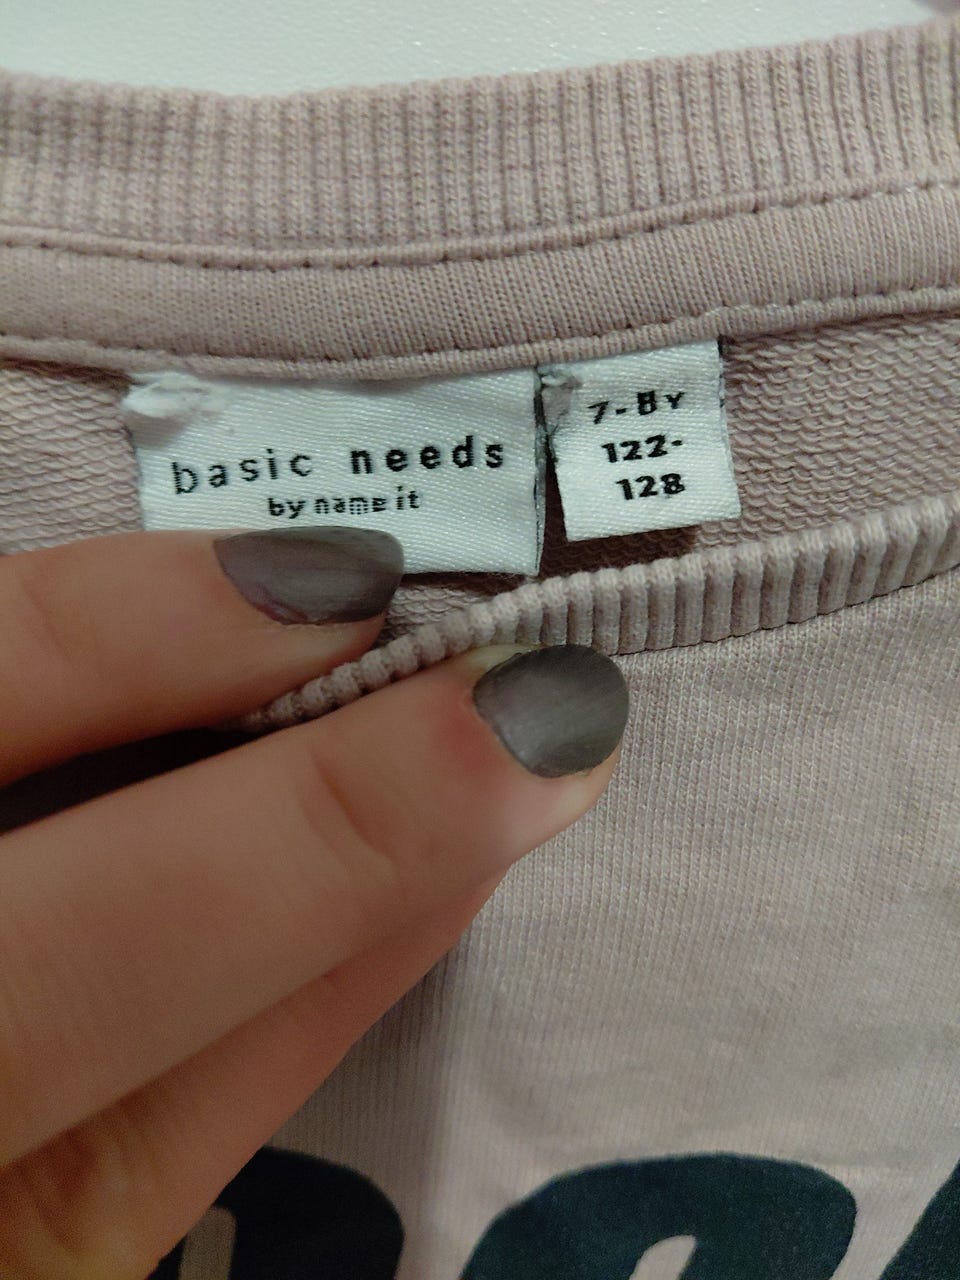 basic needs
by name it
7-8Y
122-
128